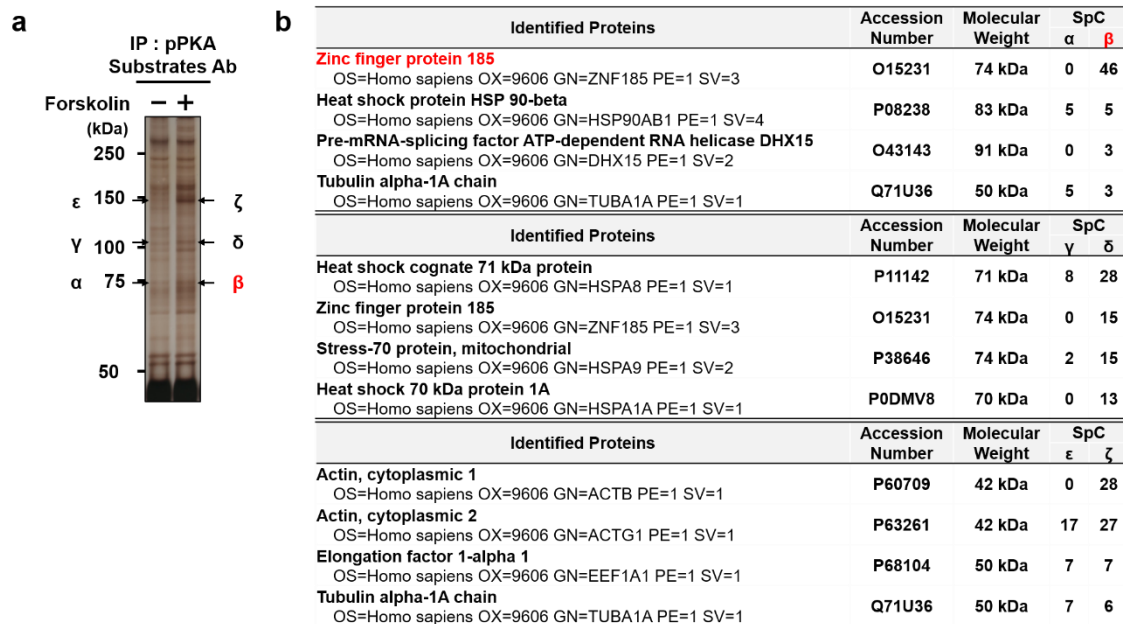 a
IP : pPKA
Substrates Ab
Forskolin − +
(kDa)
250
ε 150 ζ
γ 100 δ
α 75 β
50
b
Identified Proteins Accession Number Molecular Weight SpC α β
Zinc finger protein 185
OS=Homo sapiens OX=9606 GN=ZNF185 PE=1 SV=3 O15231 74 kDa 0 46
Heat shock protein HSP 90-beta
OS=Homo sapiens OX=9606 GN=HSP90AB1 PE=1 SV=4 P08238 83 kDa 5 5
Pre-mRNA-splicing factor ATP-dependent RNA helicase DHX15
OS=Homo sapiens OX=9606 GN=DHX15 PE=1 SV=2 O43143 91 kDa 0 3
Tubulin alpha-1A chain
OS=Homo sapiens OX=9606 GN=TUBA1A PE=1 SV=1 Q71U36 50 kDa 5 3
Identified Proteins Accession Number Molecular Weight SpC γ δ
Heat shock cognate 71 kDa protein
OS=Homo sapiens OX=9606 GN=HSPA8 PE=1 SV=1 P11142 71 kDa 8 28
Zinc finger protein 185
OS=Homo sapiens OX=9606 GN=ZNF185 PE=1 SV=3 O15231 74 kDa 0 15
Stress-70 protein, mitochondrial
OS=Homo sapiens OX=9606 GN=HSPA9 PE=1 SV=2 P38646 74 kDa 2 15
Heat shock 70 kDa protein 1A
OS=Homo sapiens OX=9606 GN=HSPA1A PE=1 SV=1 P0DMV8 70 kDa 0 13
Identified Proteins Accession Number Molecular Weight SpC ε ζ
Actin, cytoplasmic 1
OS=Homo sapiens OX=9606 GN=ACTB PE=1 SV=1 P60709 42 kDa 0 28
Actin, cytoplasmic 2
OS=Homo sapiens OX=9606 GN=ACTG1 PE=1 SV=1 P63261 42 kDa 17 27
Elongation factor 1-alpha 1
OS=Homo sapiens OX=9606 GN=EEF1A1 PE=1 SV=1 P68104 50 kDa 7 7
Tubulin alpha-1A chain
OS=Homo sapiens OX=9606 GN=TUBA1A PE=1 SV=1 Q71U36 50 kDa 7 6